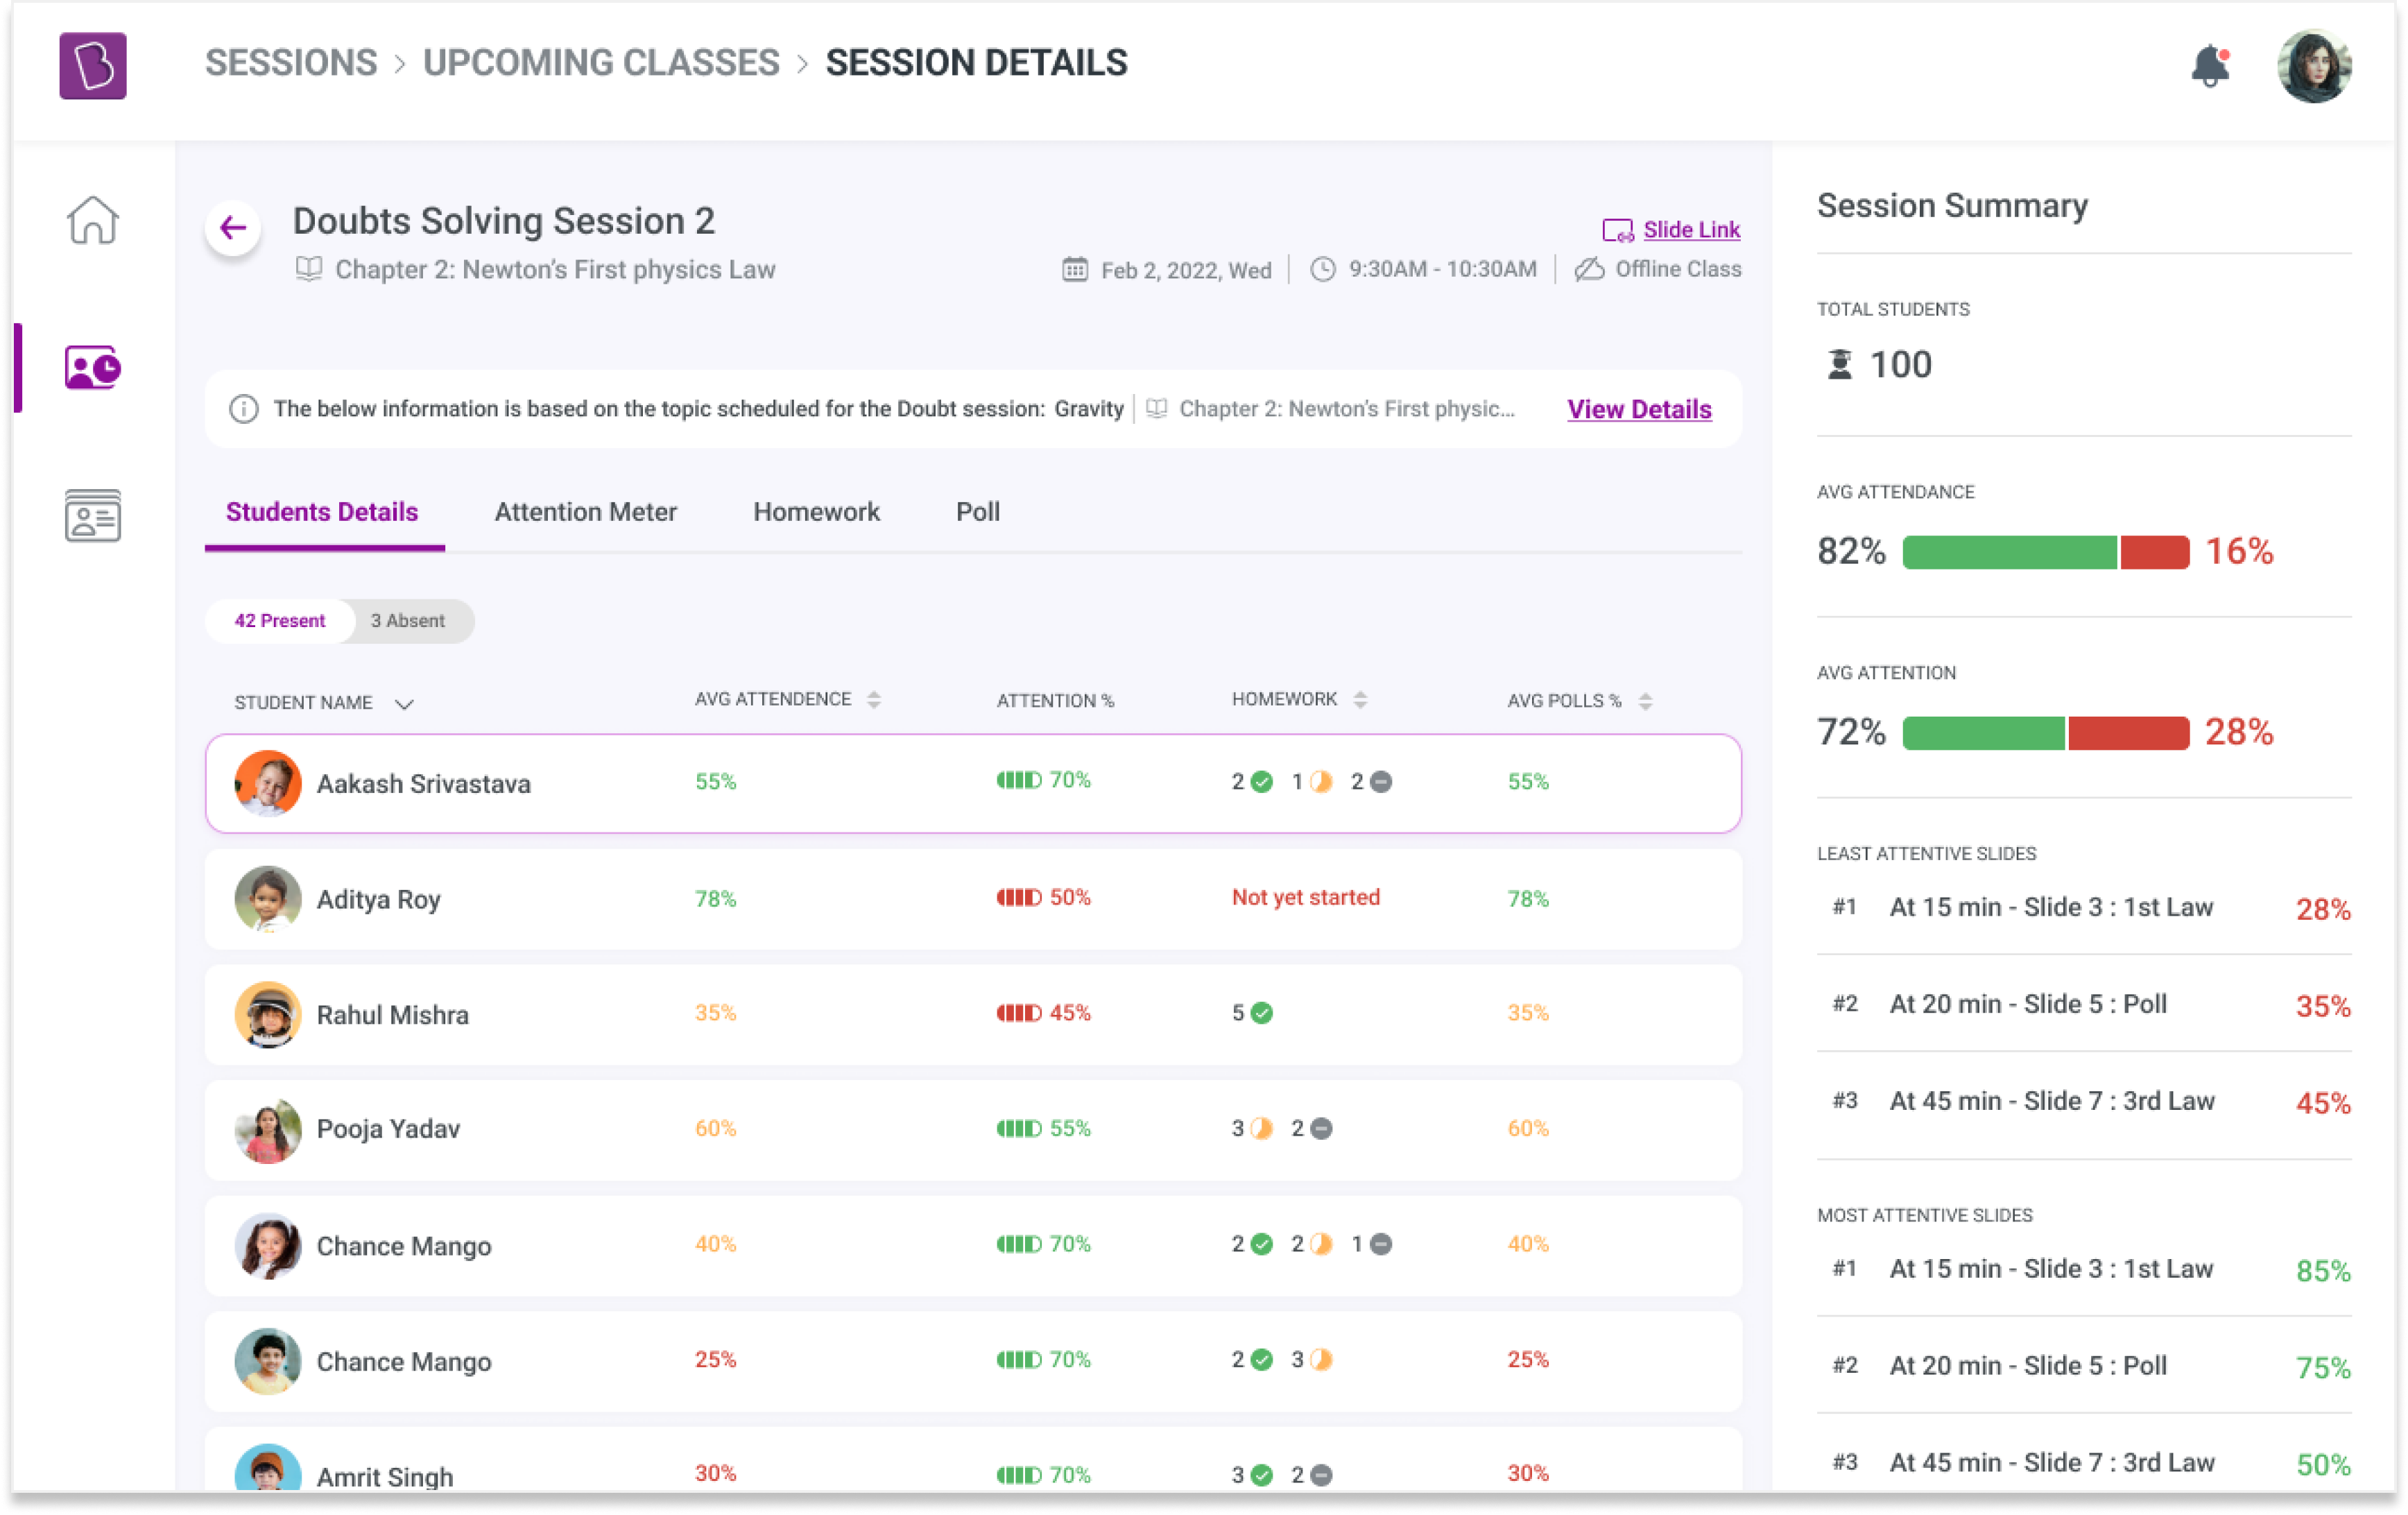 SESSIONS > UPCOMING CLASSES > SESSION DETAILS
Doubts Solving Session 2
Slide Link
Chapter 2: Newton's First physics Law
Feb 2, 2022, Wed | 9:30AM - 10:30AM | Offline Class
The below information is based on the topic scheduled for the Doubt session: Gravity | Chapter 2: Newton's First physic... View Details
Students Details Attention Meter Homework Poll
42 Present 3 Absent
STUDENT NAME AVG ATTENDENCE ATTENTION % HOMEWORK AVG POLLS %
Aakash Srivastava 55% 70% 2 1 2 55%
Aditya Roy 78% 50% Not yet started 78%
Rahul Mishra 35% 45% 5 35%
Pooja Yadav 60% 55% 3 2 60%
Chance Mango 40% 70% 2 2 1 40%
Chance Mango 25% 70% 2 3 25%
Amrit Singh 30% 70% 3 2 30%
Session Summary
TOTAL STUDENTS
100
AVG ATTENDANCE
82% 16%
AVG ATTENTION
72% 28%
LEAST ATTENTIVE SLIDES
#1 At 15 min - Slide 3 : 1st Law 28%
#2 At 20 min - Slide 5 : Poll 35%
#3 At 45 min - Slide 7 : 3rd Law 45%
MOST ATTENTIVE SLIDES
#1 At 15 min - Slide 3 : 1st Law 85%
#2 At 20 min - Slide 5 : Poll 75%
#3 At 45 min - Slide 7 : 3rd Law 50%